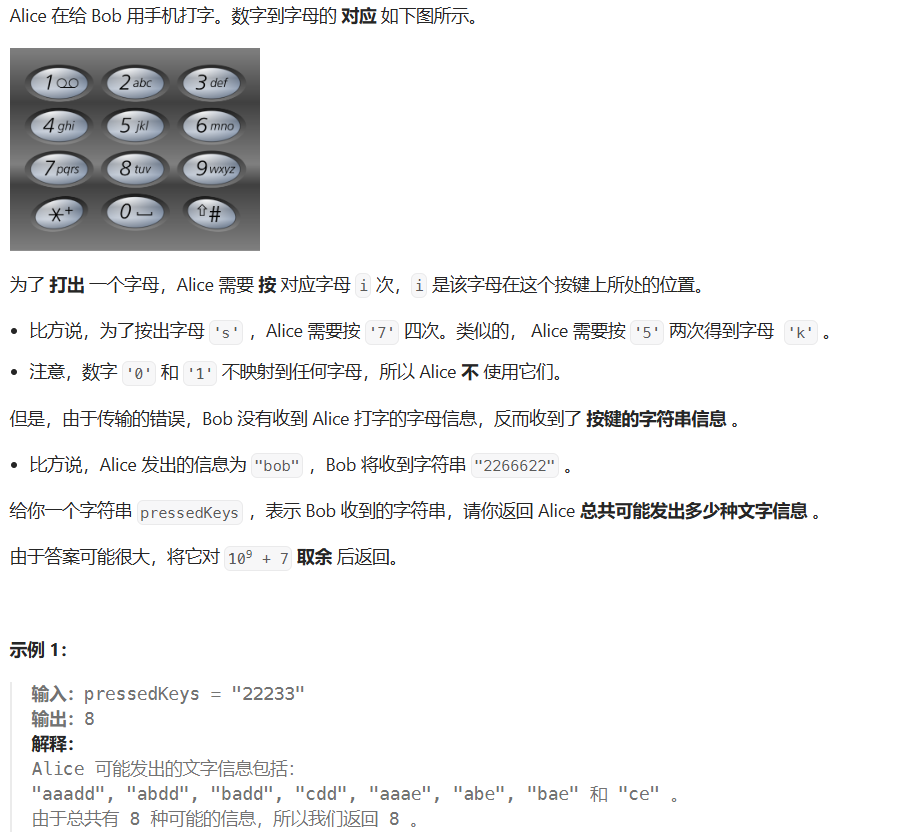 Alice 在给 Bob 用手机打字。数字到字母的 对应 如下图所示。
1 2 abc 3 def
4 ghi 5 jkl 6 mno
7 pqrs 8 tuv 9 wxyz
*+ 0 #
为了 打出 一个字母，Alice 需要 按 对应字母 i 次，i 是该字母在这个按键上所处的位置。
• 比方说，为了按出字母 's' ，Alice 需要按 '7' 四次。类似的， Alice 需要按 '5' 两次得到字母 'k' 。
• 注意，数字 '0' 和 '1' 不映射到任何字母，所以 Alice 不 使用它们。
但是，由于传输的错误，Bob 没有收到 Alice 打字的字母信息，反而收到了 按键的字符串信息 。
• 比方说，Alice 发出的信息为 "bob" ，Bob 将收到字符串 "2266622" 。
给你一个字符串 pressedKeys ，表示 Bob 收到的字符串，请你返回 Alice 总共可能发出多少种文字信息 。
由于答案可能很大，将它对 10⁹ + 7 取余 后返回。
示例 1：
输入：pressedKeys = "22233"
输出：8
解释：
Alice 可能发出的文字信息包括：
"aaadd", "abdd", "badd", "cdd", "aaae", "abe", "bae" 和 "ce" 。
由于总共有 8 种可能的信息，所以我们返回 8 。